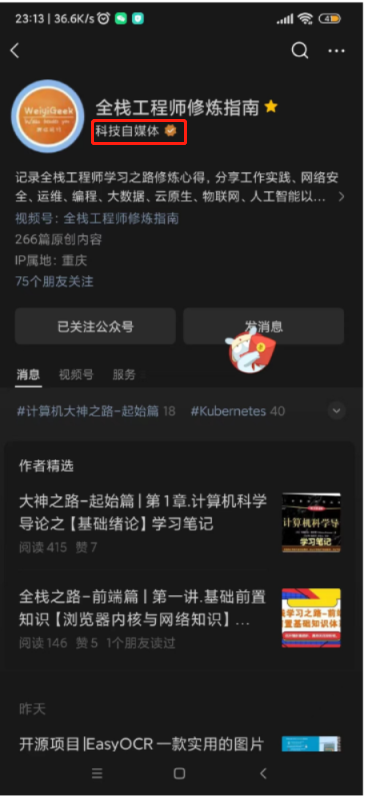 23:13 | 36.6K/s
WeiyiGeek
全栈工程师修炼指南
科技自媒体
记录全栈工程师学习之路修炼心得，分享工作实践、网络安
全、运维、编程、大数据、云原生、物联网、人工智能以...
视频号：全栈工程师修炼指南
266篇原创内容
IP属地：重庆
75个朋友关注
已关注公众号
发消息
消息 视频号 服务
#计算机大神之路-起始篇 18 #Kubernetes 40
作者精选
大神之路-起始篇 | 第1章.计算机科学
导论之【基础绪论】学习笔记
阅读 415 赞 7
计算机科学导
学习笔记
全栈之路-前端篇 | 第一讲.基础前置
知识【浏览器内核与网络知识】...
阅读 146 赞 5 1个朋友读过
昨天
开源项目|EasyOCR 一款实用的图片